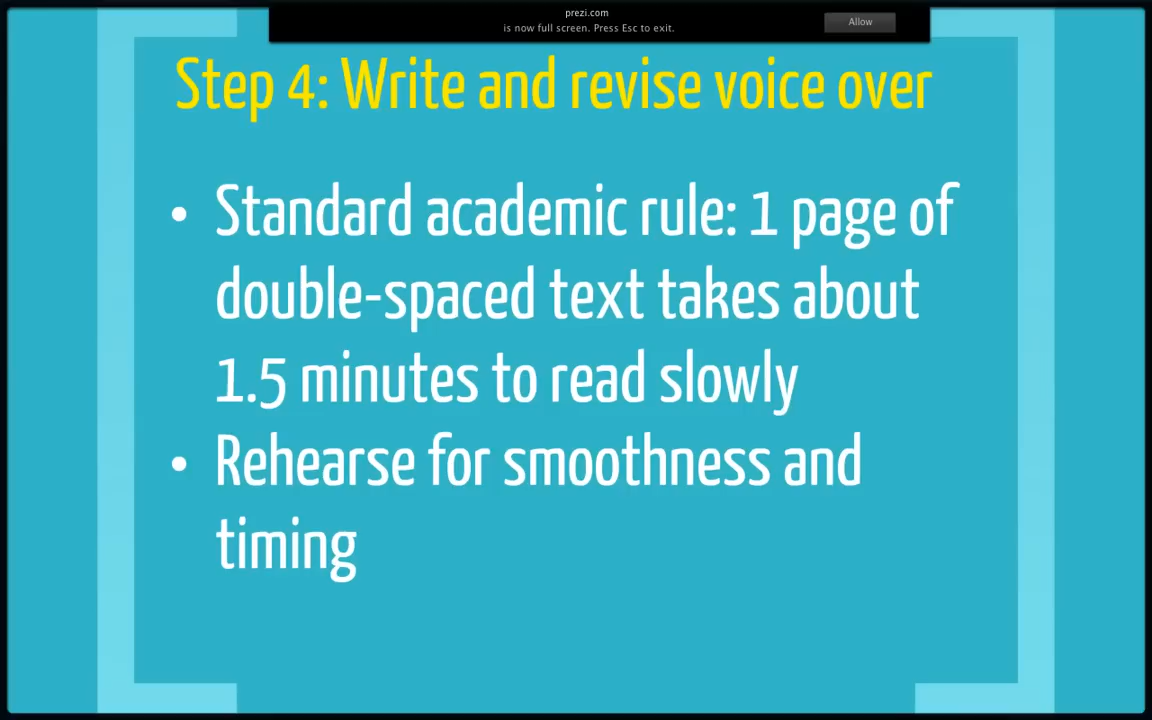 prezi.com
is now full screen. Press Esc to exit.
Allow
Step 4: Write and revise voice over
• Standard academic rule: 1 page of
double-spaced text takes about
1.5 minutes to read slowly
• Rehearse for smoothness and
timing